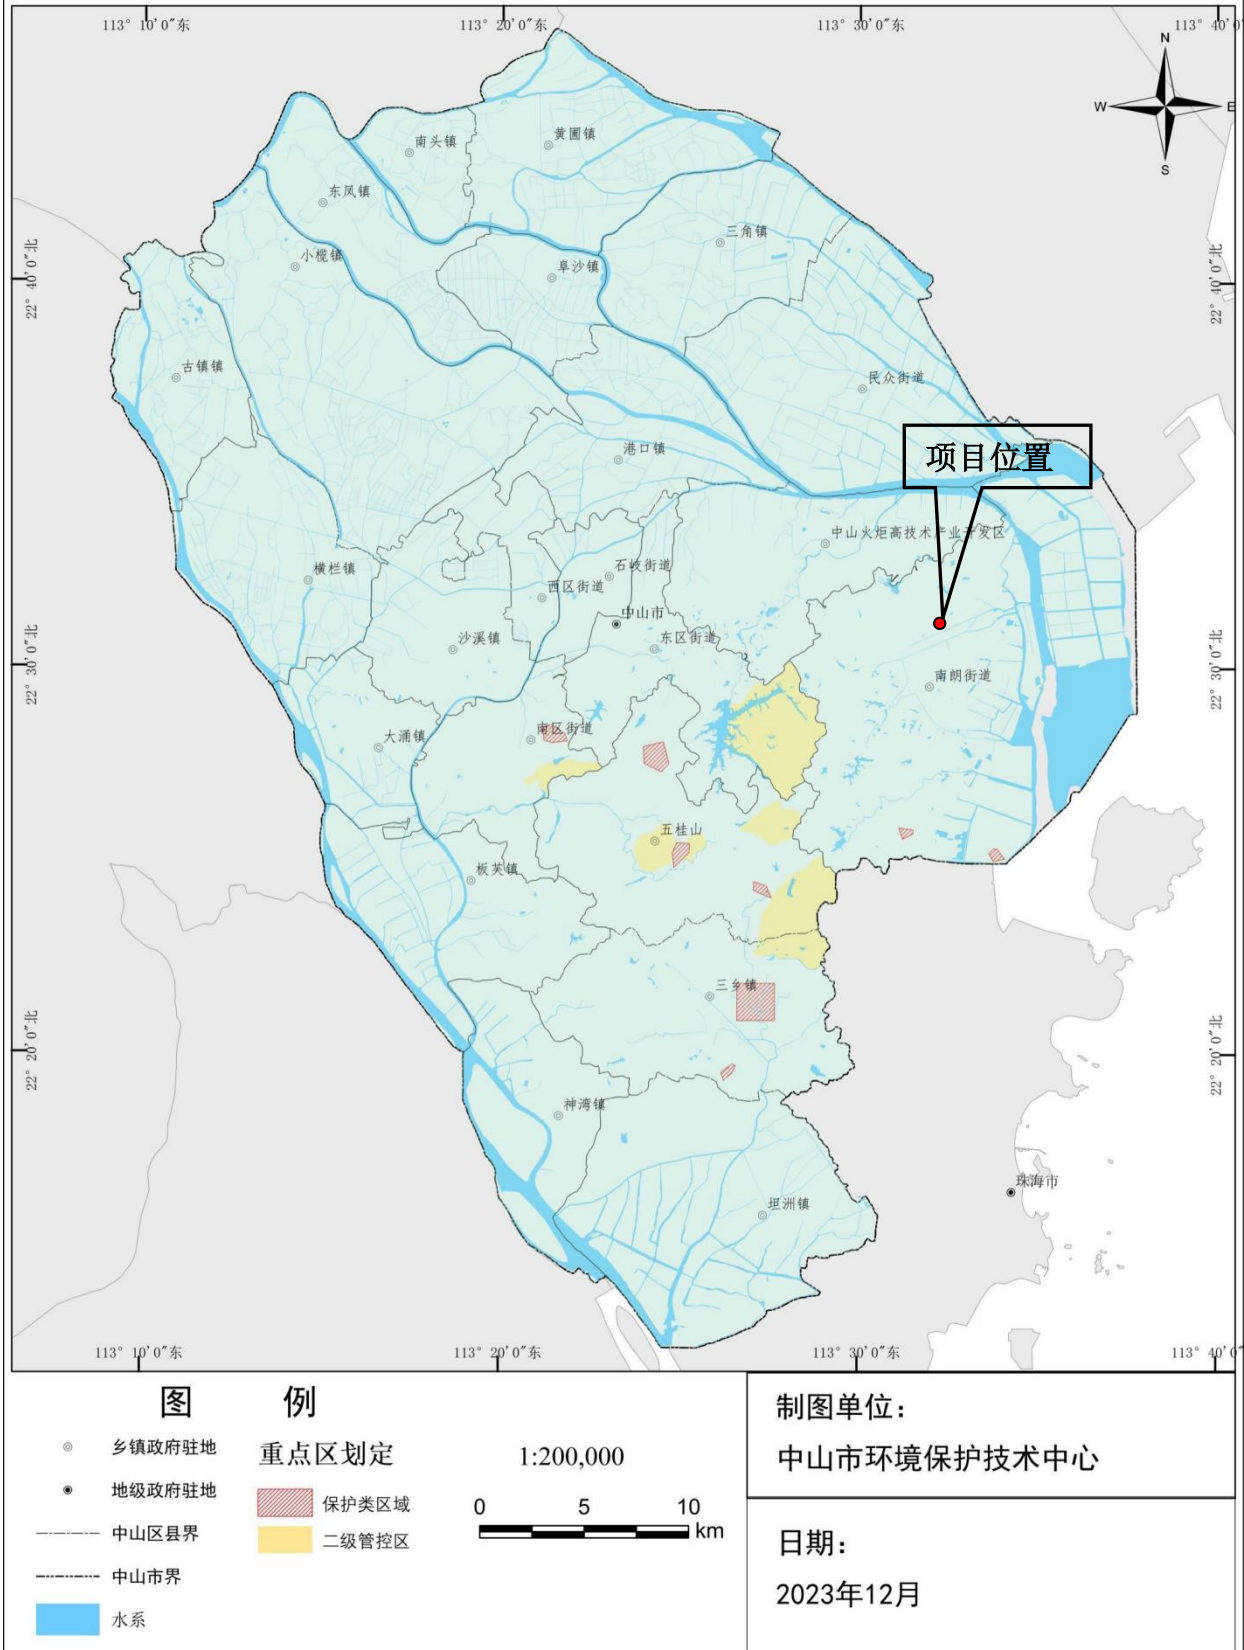 113° 10'0"东
113° 20'0"东
113° 30'0"东
113° 40'0"
N
W
E
S
南头镇
黄圃镇
东凤镇
三角镇
小榄镇
阜沙镇
22° 40'0"北
22° 40'0"北
古镇镇
民众街道
港口镇
项目位置
中山火炬高技术产业开发区
横栏镇
石岐街道
西区街道
中山市
沙溪镇
东区街道
22° 30'0"北
22° 30'0"北
南朗街道
大涌镇
南区街道
五桂山
板芙镇
三乡镇
22° 20'0"北
22° 20'0"北
神湾镇
珠海市
坦洲镇
113° 10'0"东
113° 20'0"东
113° 30'0"东
113° 40'0"东
图 例
乡镇政府驻地
地级政府驻地
中山区县界
中山市界
水系
重点区划定
保护类区域
二级管控区
1:200,000
0 5 10
km
制图单位：
中山市环境保护技术中心
日期：
2023年12月